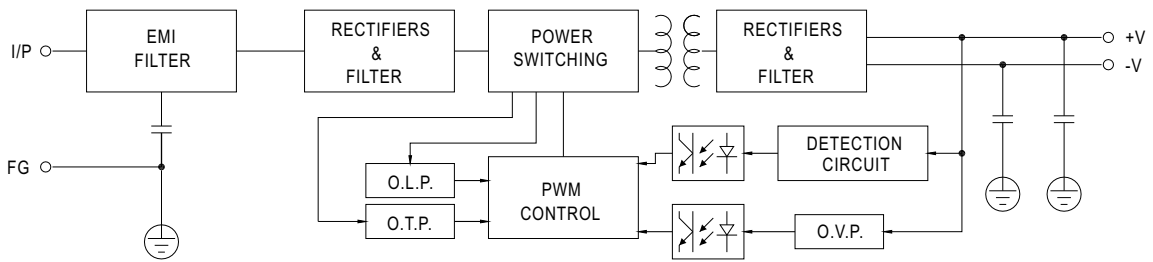 I/P
EMI
FILTER
RECTIFIERS
&
FILTER
POWER
SWITCHING
RECTIFIERS
&
FILTER
+V
-V
FG
O.L.P.
O.T.P.
PWM
CONTROL
DETECTION
CIRCUIT
O.V.P.